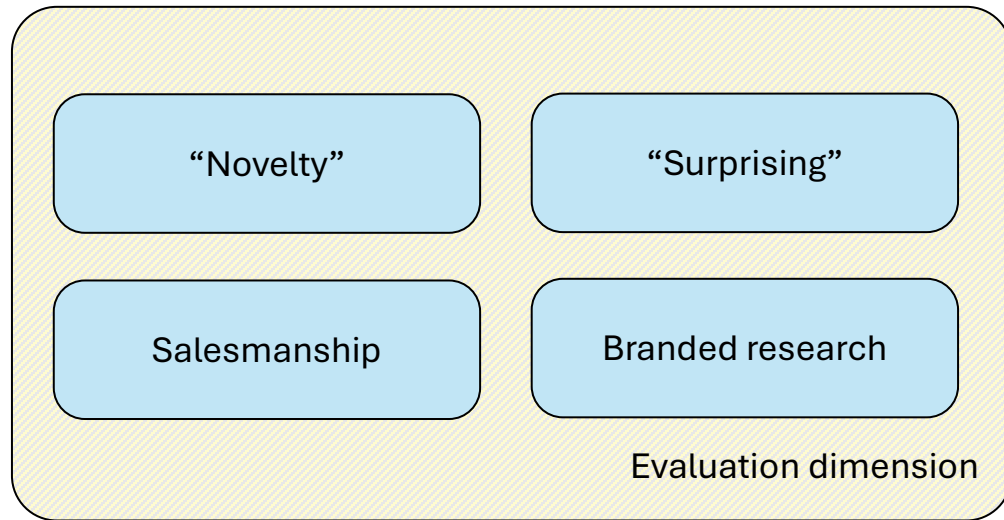 “Novelty”
“Surprising”
Salesmanship
Branded research
Evaluation dimension